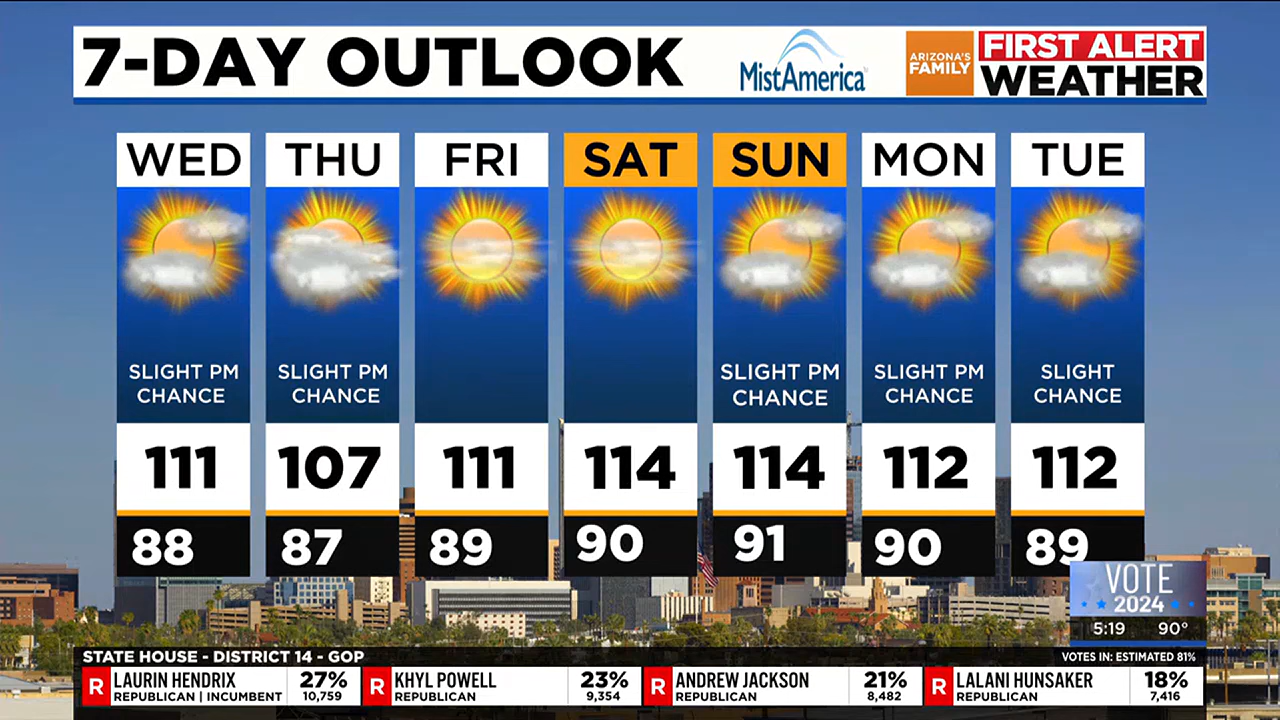 7-DAY OUTLOOK
MistAmerica
ARIZONA'S
FAMILY
FIRST ALERT
WEATHER
WED THU FRI SAT SUN MON TUE
SLIGHT PM
CHANCE
SLIGHT PM
CHANCE
SLIGHT PM
CHANCE
SLIGHT PM
CHANCE
SLIGHT
CHANCE
111 107 111 114 114 112 112
88 87 89 90 91 90 89
VOTE
2024
5:19 90°
STATE HOUSE - DISTRICT 14 - GOP
VOTES IN: ESTIMATED 81%
R LAURIN HENDRIX 27%
REPUBLICAN | INCUMBENT 10,759
R KHYL POWELL 23%
REPUBLICAN 9,354
R ANDREW JACKSON 21%
REPUBLICAN 8,482
R LALANI HUNSAKER 18%
REPUBLICAN 7,416